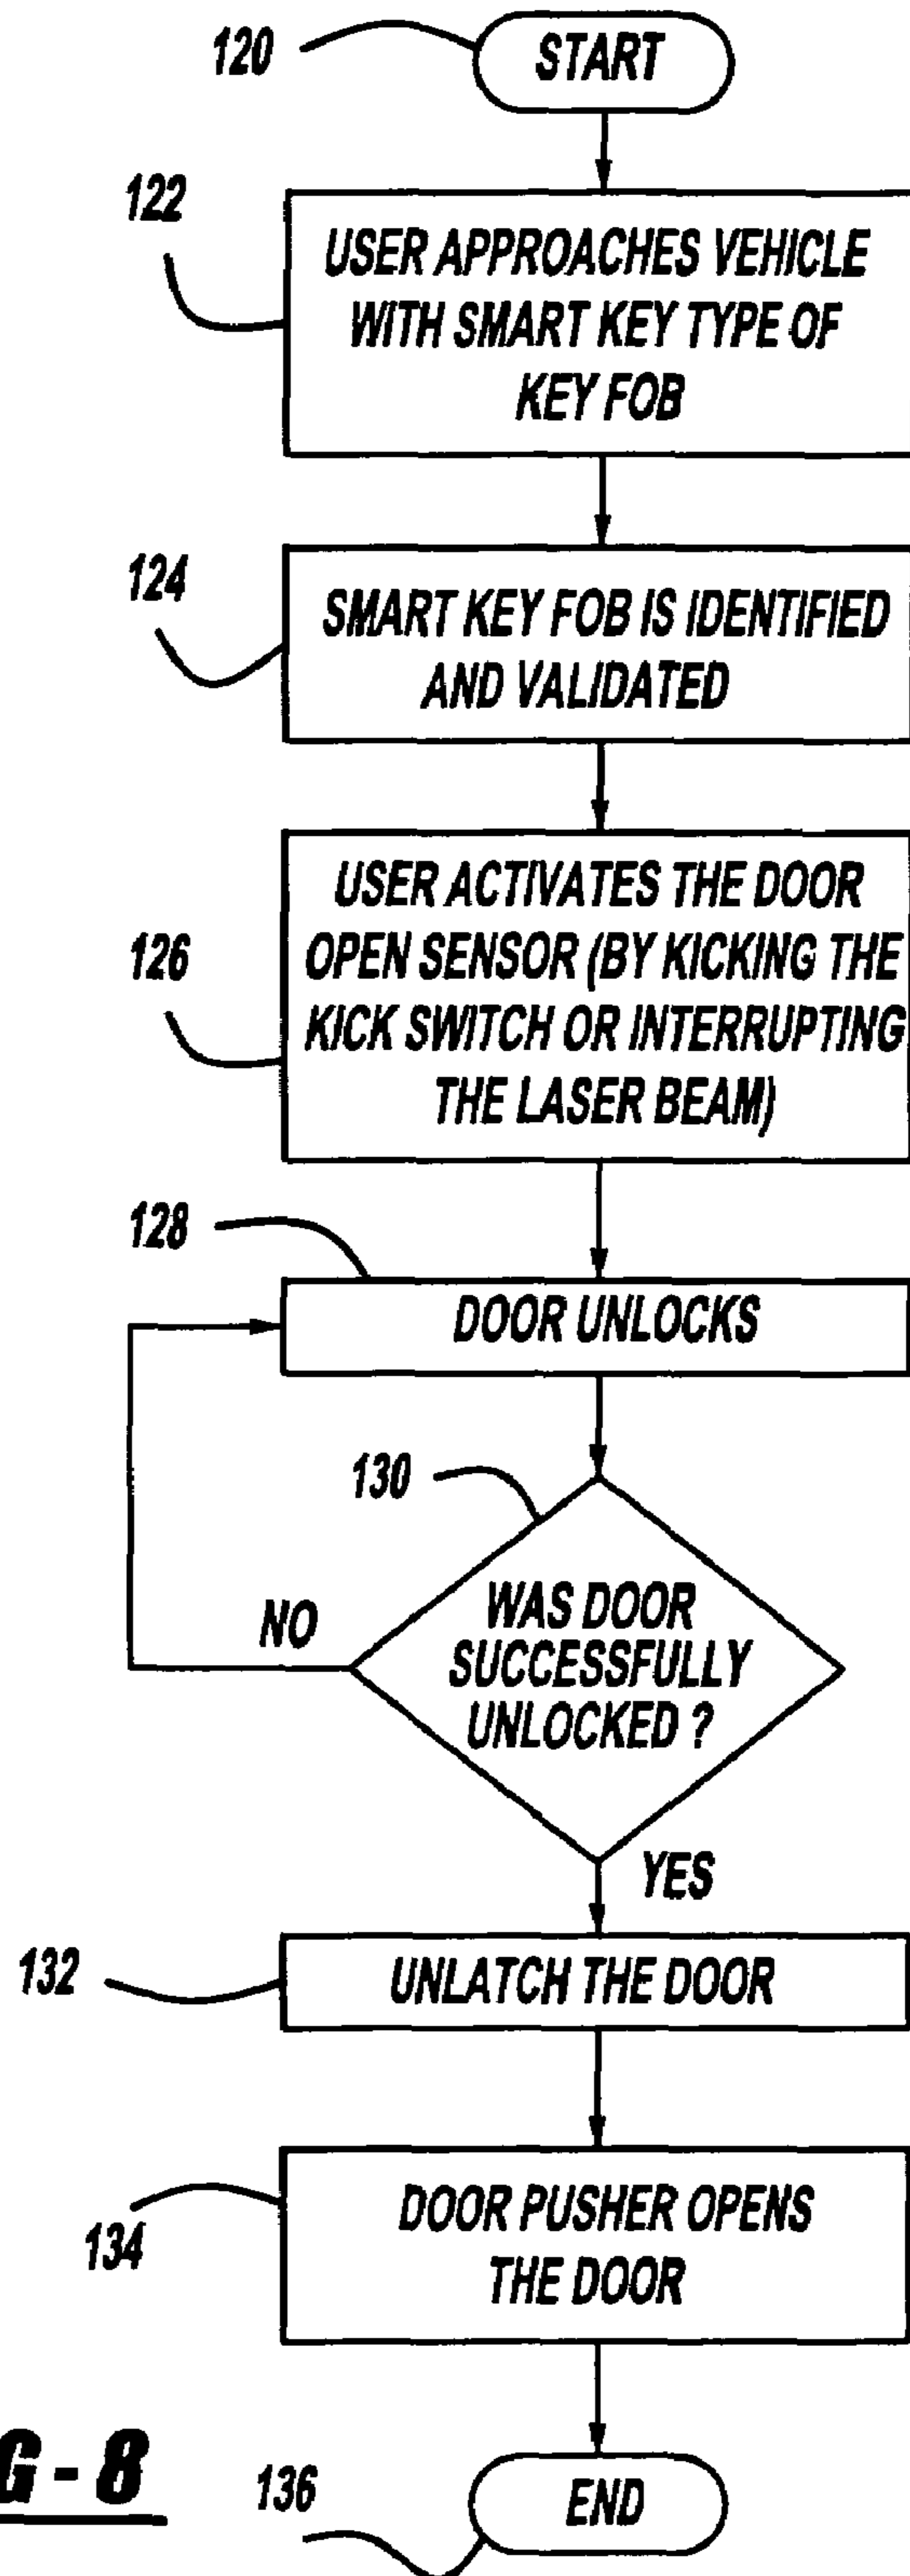 120
START
122
USER APPROACHES VEHICLE
WITH SMART KEY TYPE OF
KEY FOB
124
SMART KEY FOB IS IDENTIFIED
AND VALIDATED
126
USER ACTIVATES THE DOOR
OPEN SENSOR (BY KICKING THE
KICK SWITCH OR INTERRUPTING
THE LASER BEAM)
128
DOOR UNLOCKS
130
WAS DOOR
SUCCESSFULLY
UNLOCKED ?
NO
YES
132
UNLATCH THE DOOR
134
DOOR PUSHER OPENS
THE DOOR
G - 8
136
END